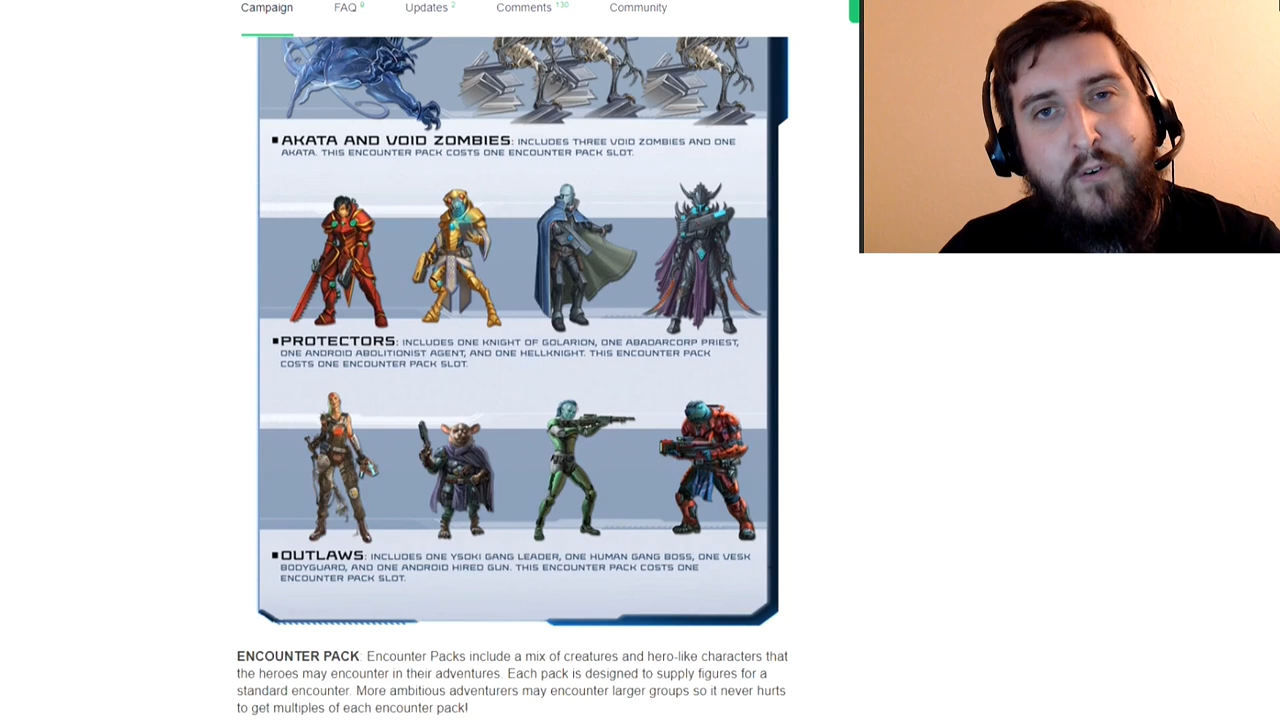 Campaign FAQ 9 Updates 2 Comments 130 Community
■AKATA AND VOID ZOMBIES: INCLUDES THREE VOID ZOMBIES AND ONE
AKATA. THIS ENCOUNTER PACK COSTS ONE ENCOUNTER PACK SLOT.
■PROTECTORS: INCLUDES ONE KNIGHT OF GOLARION, ONE ABADARCORP PRIEST,
ONE ANDROID ABOLITIONIST AGENT, AND ONE HELLKNIGHT. THIS ENCOUNTER PACK
COSTS ONE ENCOUNTER PACK SLOT.
■OUTLAWS: INCLUDES ONE YSOKI GANG LEADER, ONE HUMAN GANG BOSS, ONE VESK
BODYGUARD, AND ONE ANDROID HIRED GUN. THIS ENCOUNTER PACK COSTS ONE
ENCOUNTER PACK SLOT.
ENCOUNTER PACK: Encounter Packs include a mix of creatures and hero-like characters that
the heroes may encounter in their adventures. Each pack is designed to supply figures for a
standard encounter. More ambitious adventurers may encounter larger groups so it never hurts
to get multiples of each encounter pack!